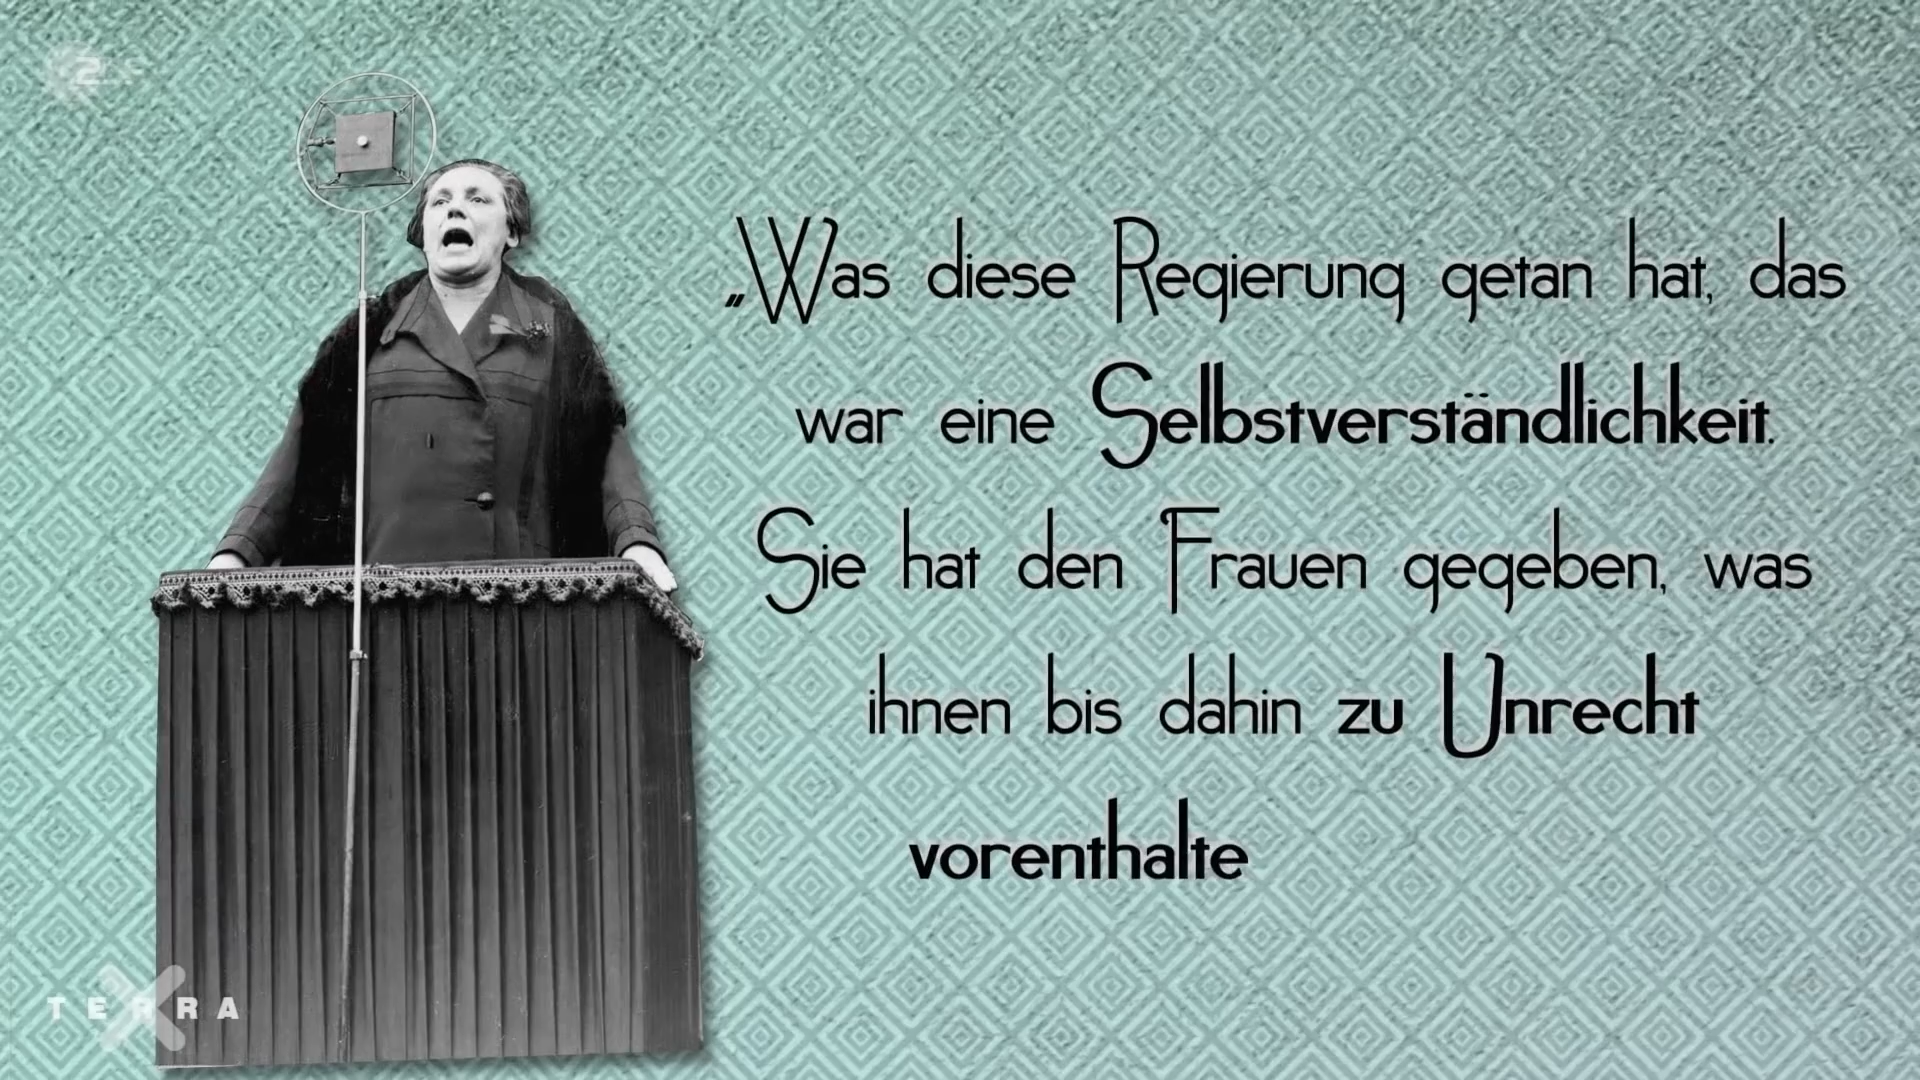 ZDF
„Was diese Regierung getan hat, das
war eine Selbstverständlichkeit.
Sie hat den Frauen gegeben, was
ihnen bis dahin zu Unrecht
vorenthalte
TERRA X